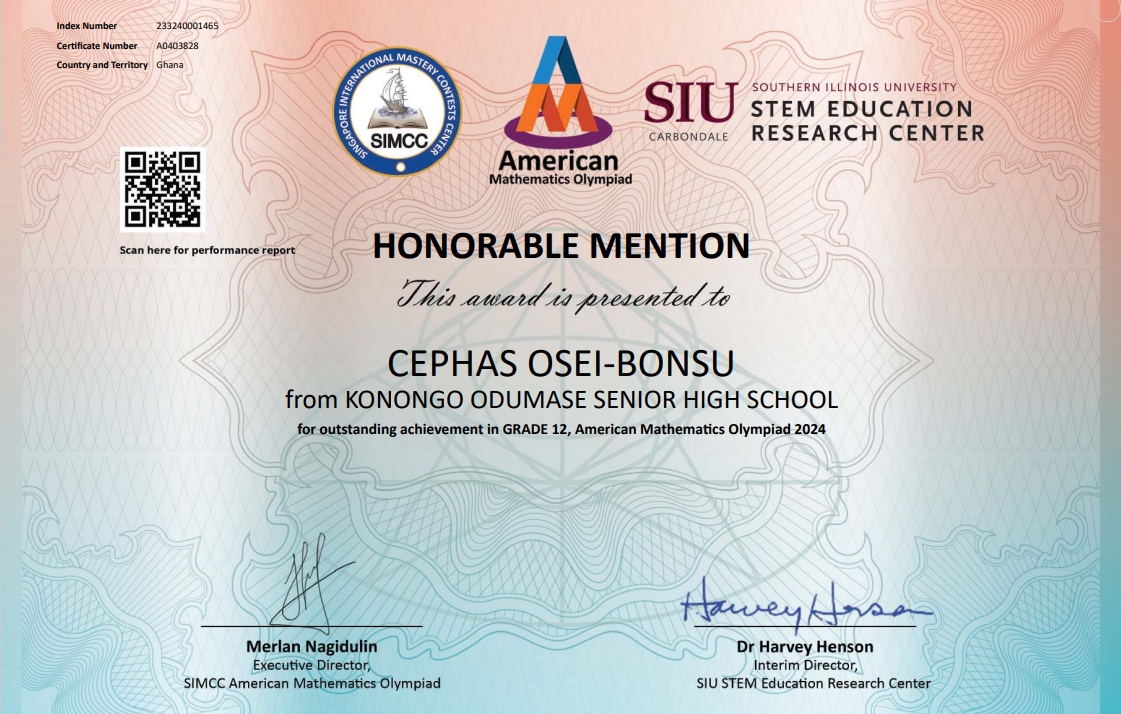 Index Number 233240001465
Certificate Number A0403828
Country and Territory Ghana
SINGAPORE INTERNATIONAL MASTERY CONTESTS CENTER
SIMCC
American
Mathematics Olympiad
SIU
CARBONDALE
SOUTHERN ILLINOIS UNIVERSITY
STEM EDUCATION
RESEARCH CENTER
Scan here for performance report
HONORABLE MENTION
This award is presented to
CEPHAS OSEI-BONSU
from KONONGO ODUMASE SENIOR HIGH SCHOOL
for outstanding achievement in GRADE 12, American Mathematics Olympiad 2024
Harvey Henson
Merlan Nagidulin
Executive Director,
SIMCC American Mathematics Olympiad
Dr Harvey Henson
Interim Director,
SIU STEM Education Research Center